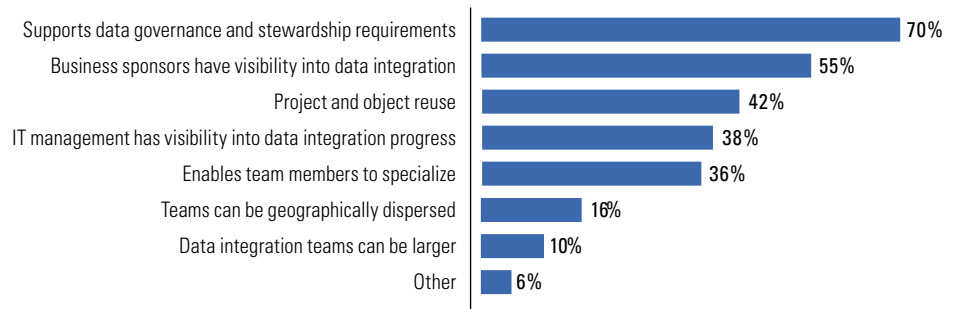 Supports data governance and stewardship requirements 70%
Business sponsors have visibility into data integration 55%
Project and object reuse 42%
IT management has visibility into data integration progress 38%
Enables team members to specialize 36%
Teams can be geographically dispersed 16%
Data integration teams can be larger 10%
Other 6%